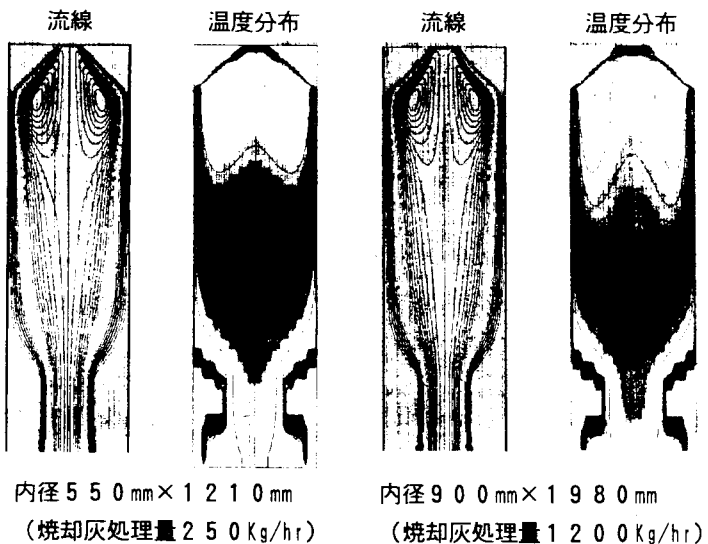 流線
温度分布
流線
温度分布
内径550mm×1210mm
（焼却灰処理量250Kg/hr）
内径900mm×1980mm
（焼却灰処理量1200Kg/hr）